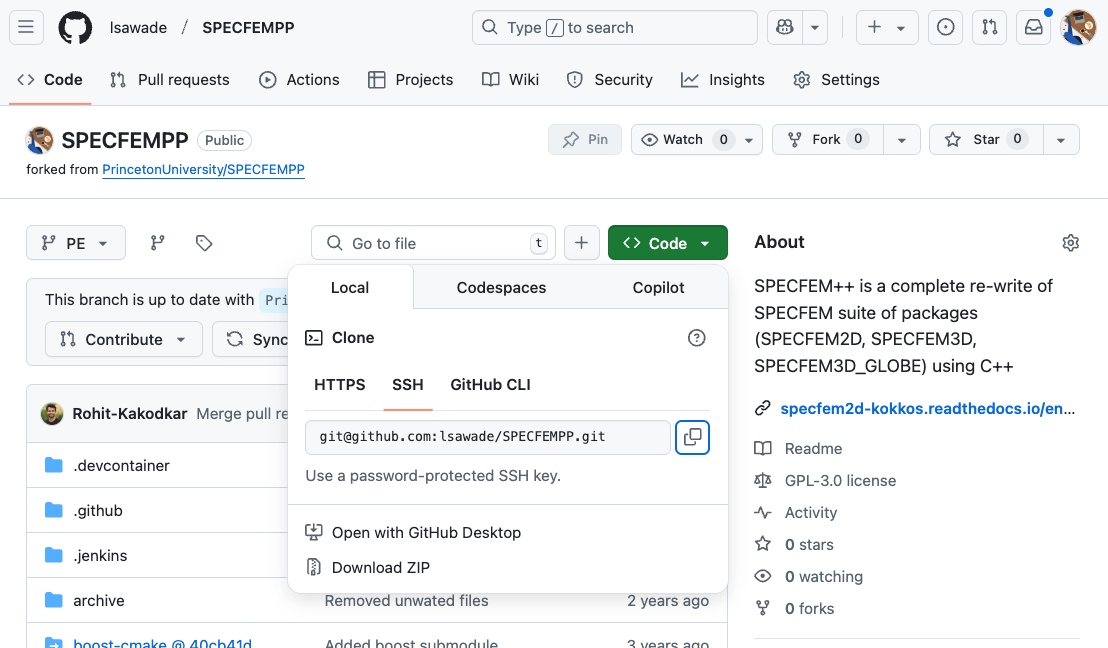 lsawade / SPECFEMPP
Type / to search
Code
Pull requests
Actions
Projects
Wiki
Security
Insights
Settings
SPECFEMPP Public
Pin
Watch 0
Fork 0
Star 0
forked from PrincetonUniversity/SPECFEMPP
PE
Go to file t
Code
This branch is up to date with Pri
Contribute
Sync
Local
Codespaces
Copilot
Clone
HTTPS
SSH
GitHub CLI
git@github.com:lsawade/SPECFEMPP.git
Use a password-protected SSH key.
Open with GitHub Desktop
Download ZIP
Rohit-Kakodkar Merge pull re
.devcontainer
.github
.jenkins
archive Removed unwated files 2 years ago
boost-cmake @ 40cb41d Added boost submodule 3 years ago
About
SPECFEM++ is a complete re-write of
SPECFEM suite of packages
(SPECFEM2D, SPECFEM3D,
SPECFEM3D_GLOBE) using C++
specfem2d-kokkos.readthedocs.io/en...
Readme
GPL-3.0 license
Activity
0 stars
0 watching
0 forks